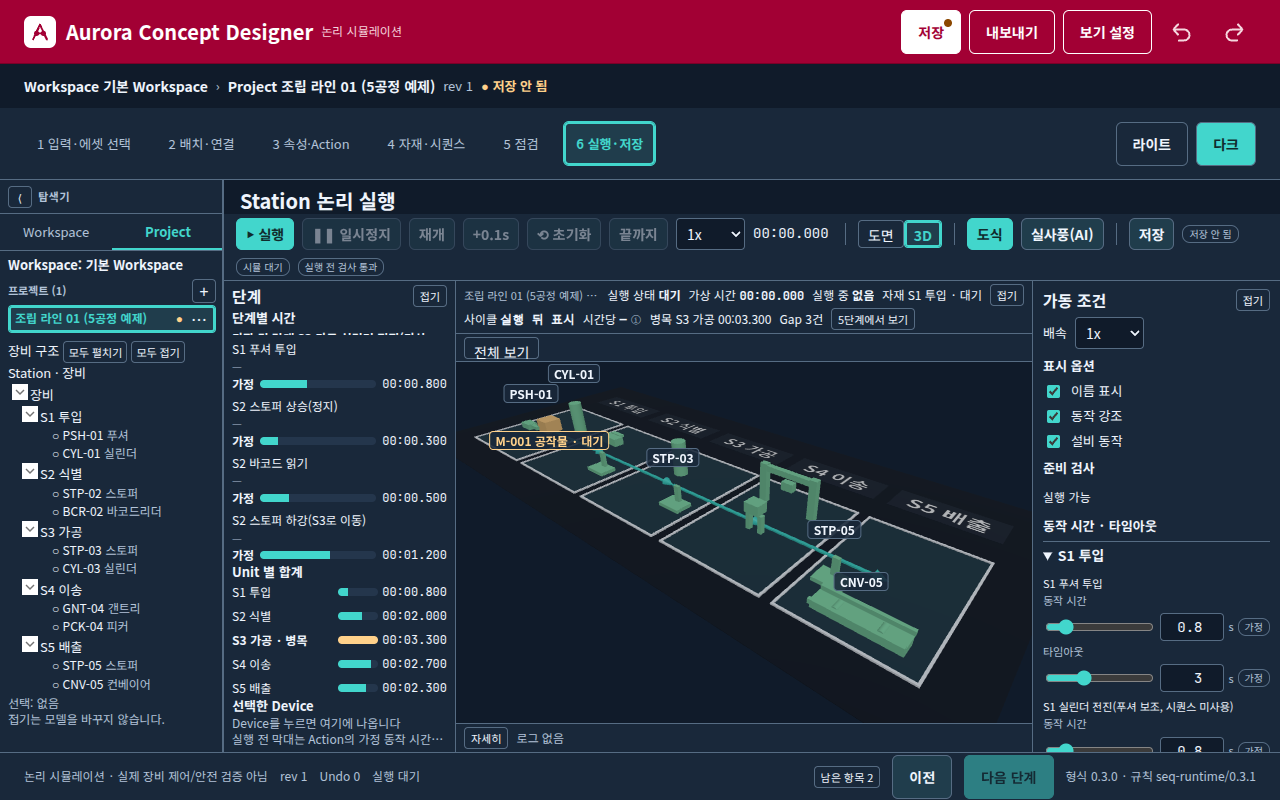 Aurora Concept Designer 논리 시뮬레이션
저장 내보내기 보기 설정
Workspace 기본 Workspace › Project 조립 라인 01 (5공정 예제) rev 1 ● 저장 안 됨
1 입력·에셋 선택 2 배치·연결 3 속성·Action 4 자재·시퀀스 5 점검 6 실행·저장 라이트 다크
⟨ 탐색기
Workspace Project
Workspace: 기본 Workspace
프로젝트 (1) +
조립 라인 01 (5공정 예제) ● ···
장비 구조 모두 펼치기 모두 접기
Station · 장비
장비
S1 투입
○ PSH-01 푸셔
○ CYL-01 실린더
S2 식별
○ STP-02 스토퍼
○ BCR-02 바코드리더
S3 가공
○ STP-03 스토퍼
○ CYL-03 실린더
S4 이송
○ GNT-04 갠트리
○ PCK-04 피커
S5 배출
○ STP-05 스토퍼
○ CNV-05 컨베이어
선택: 없음
접기는 모델을 바꾸지 않습니다.
Station 논리 실행
▸ 실행 ❚❚ 일시정지 재개 +0.1s ⟲ 초기화 끝까지 1x 00:00.000 도면 3D 도식 실사풍(AI) 저장 저장 안 됨
시뮬 대기 실행 전 검사 통과
단계 접기
단계별 시간
S1 푸셔 투입
—
가정 00:00.800
S2 스토퍼 상승(정지)
—
가정 00:00.300
S2 바코드 읽기
—
가정 00:00.500
S2 스토퍼 하강(S3로 이동)
—
가정 00:01.200
Unit 별 합계
S1 투입 00:00.800
S2 식별 00:02.000
S3 가공 · 병목 00:03.300
S4 이송 00:02.700
S5 배출 00:02.300
선택한 Device
Device를 누르면 여기에 나옵니다
실행 전 막대는 Action의 가정 동작 시간···
조립 라인 01 (5공정 예제) ··· 실행 상태 대기 가상 시간 00:00.000 실행 중 없음 자재 S1 투입 · 대기 접기
사이클 실행 뒤 표시 시간당 – ⓘ 병목 S3 가공 00:03.300 Gap 3건 5단계에서 보기
전체 보기
CYL-01
PSH-01
S1 투입
S2 식별
M-001 공작물 · 대기
S3 가공
STP-03
S4 이송
S5 배출
STP-05
CNV-05
자세히 로그 없음
가동 조건 접기
배속 1x
표시 옵션
이름 표시
동작 강조
설비 동작
준비 검사
실행 가능
동작 시간 · 타임아웃
▼ S1 투입
S1 푸셔 투입
동작 시간
0.8 s 가정
타임아웃
3 s 가정
S1 실린더 전진(푸셔 보조, 시퀀스 미사용)
동작 시간
0.8 s 가정
논리 시뮬레이션 · 실제 장비 제어/안전 검증 아님 rev 1 Undo 0 실행 대기
남은 항목 2 이전 다음 단계 형식 0.3.0 · 규칙 seq-runtime/0.3.1